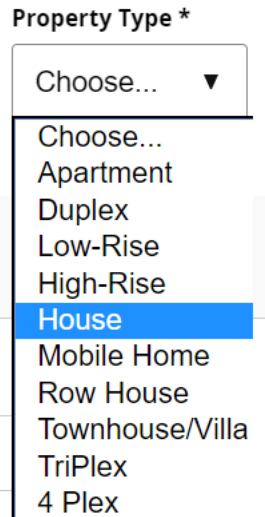 Property Type *
Choose... ▼
Choose...
Apartment
Duplex
Low-Rise
High-Rise
House
Mobile Home
Row House
Townhouse/Villa
TriPlex
4 Plex